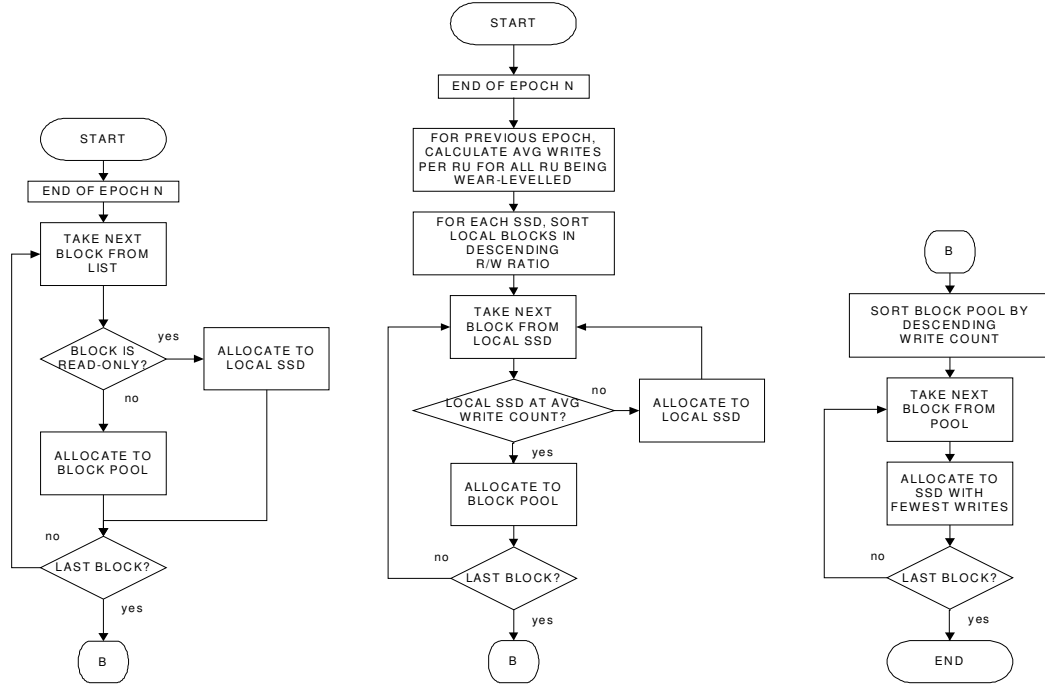 START
END OF EPOCH N
TAKE NEXT
BLOCK FROM
LIST
BLOCK IS
READ-ONLY?
yes
ALLOCATE TO
LOCAL SSD
no
ALLOCATE TO
BLOCK POOL
no
LAST BLOCK?
yes
B
START
END OF EPOCH N
FOR PREVIOUS EPOCH,
CALCULATE AVG WRITES
PER RU FOR ALL RU BEING
WEAR-LEVELLED
FOR EACH SSD, SORT
LOCAL BLOCKS IN
DESCENDING
R/W RATIO
TAKE NEXT
BLOCK FROM
LOCAL SSD
LOCAL SSD AT AVG
WRITE COUNT?
no
ALLOCATE TO
LOCAL SSD
yes
ALLOCATE TO
BLOCK POOL
no
LAST BLOCK?
yes
B
B
SORT BLOCK POOL BY
DESCENDING
WRITE COUNT
TAKE NEXT
BLOCK FROM
POOL
ALLOCATE TO
SSD WITH
FEWEST WRITES
no
LAST BLOCK?
yes
END